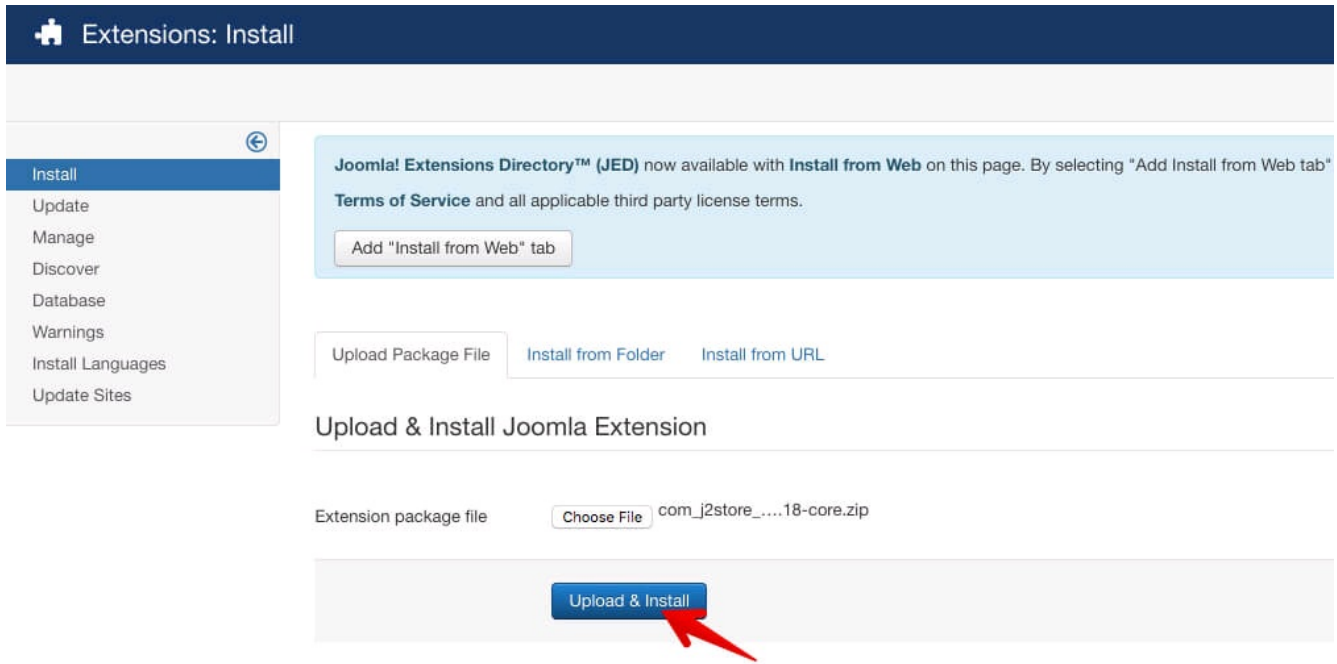 Extensions: Install
Install
Update
Manage
Discover
Database
Warnings
Install Languages
Update Sites
Joomla! Extensions Directory™ (JED) now available with Install from Web on this page. By selecting "Add Install from Web tab"
Terms of Service and all applicable third party license terms.
Add "Install from Web" tab
Upload Package File Install from Folder Install from URL
Upload & Install Joomla Extension
Extension package file Choose File com_j2store_....18-core.zip
Upload & Install